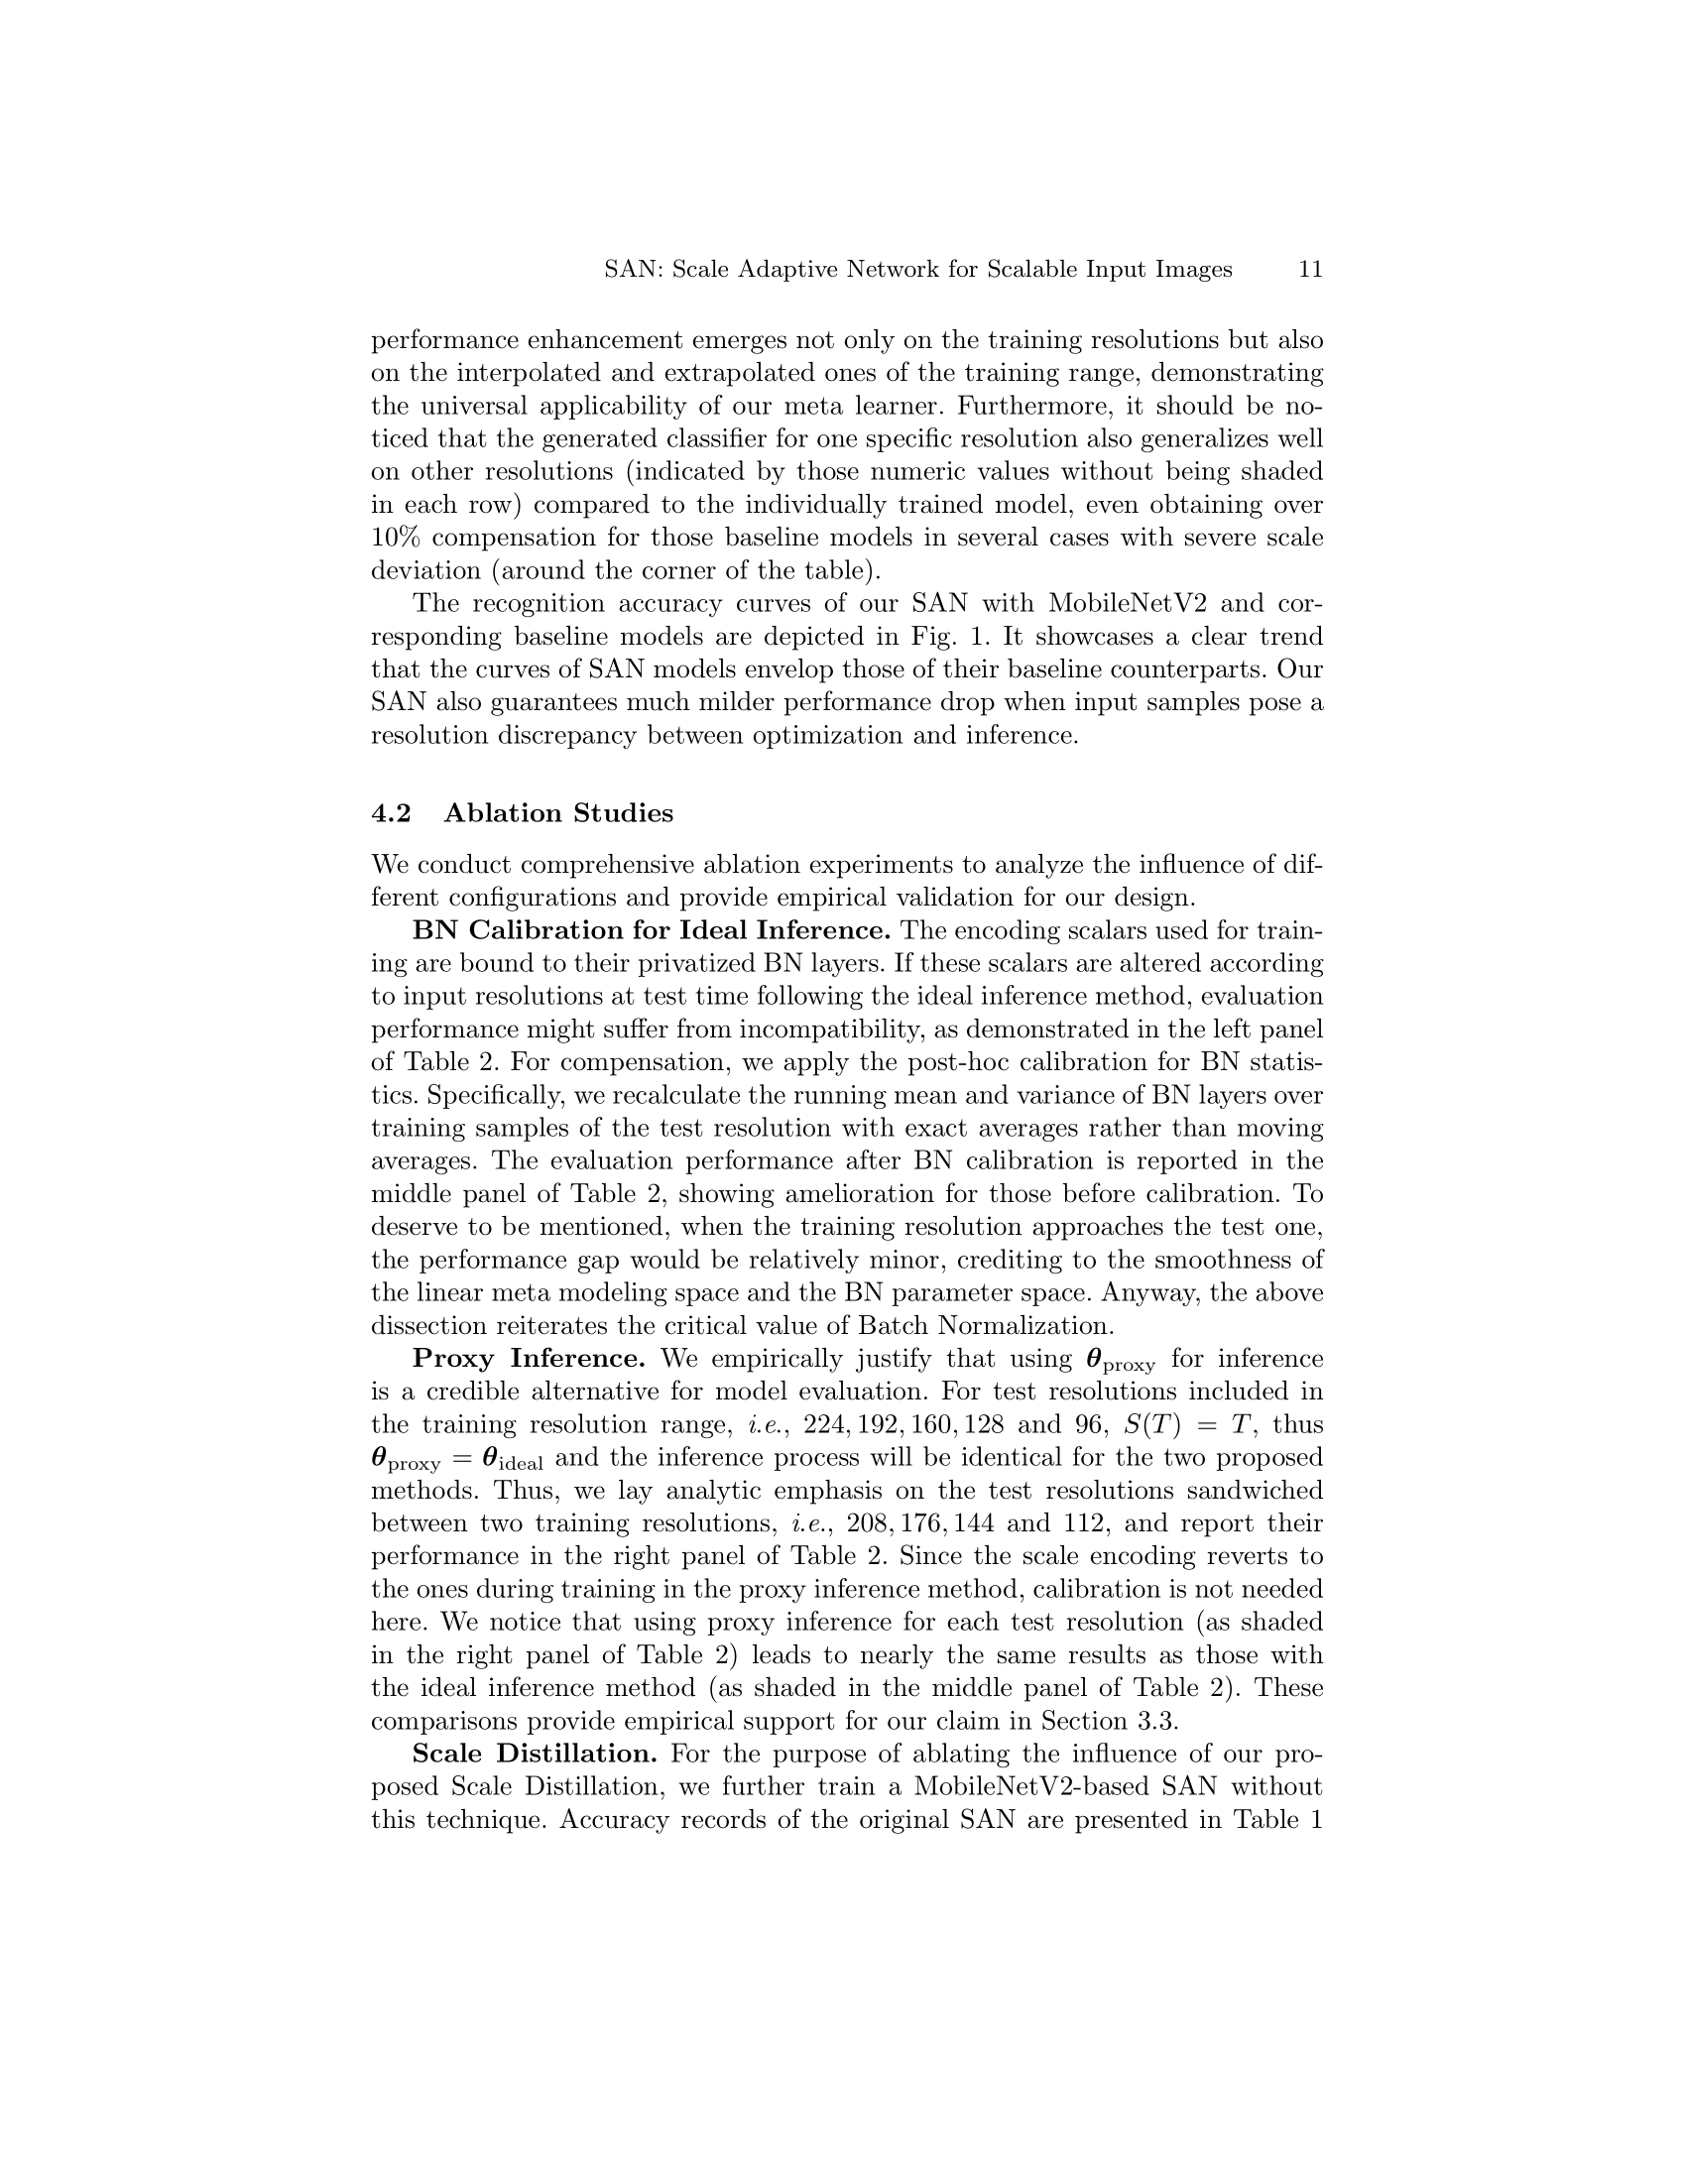 SAN: Scale Adaptive Network for Scalable Input Images 11
performance enhancement emerges not only on the training resolutions but also
on the interpolated and extrapolated ones of the training range, demonstrating
the universal applicability of our meta learner. Furthermore, it should be no-
ticed that the generated classifier for one specific resolution also generalizes well
on other resolutions (indicated by those numeric values without being shaded
in each row) compared to the individually trained model, even obtaining over
10% compensation for those baseline models in several cases with severe scale
deviation (around the corner of the table).
The recognition accuracy curves of our SAN with MobileNetV2 and cor-
responding baseline models are depicted in Fig. 1. It showcases a clear trend
that the curves of SAN models envelop those of their baseline counterparts. Our
SAN also guarantees much milder performance drop when input samples pose a
resolution discrepancy between optimization and inference.
4.2 Ablation Studies
We conduct comprehensive ablation experiments to analyze the influence of dif-
ferent configurations and provide empirical validation for our design.
BN Calibration for Ideal Inference. The encoding scalars used for train-
ing are bound to their privatized BN layers. If these scalars are altered according
to input resolutions at test time following the ideal inference method, evaluation
performance might suffer from incompatibility, as demonstrated in the left panel
of Table 2. For compensation, we apply the post-hoc calibration for BN statis-
tics. Specifically, we recalculate the running mean and variance of BN layers over
training samples of the test resolution with exact averages rather than moving
averages. The evaluation performance after BN calibration is reported in the
middle panel of Table 2, showing amelioration for those before calibration. To
deserve to be mentioned, when the training resolution approaches the test one,
the performance gap would be relatively minor, crediting to the smoothness of
the linear meta modeling space and the BN parameter space. Anyway, the above
dissection reiterates the critical value of Batch Normalization.
Proxy Inference. We empirically justify that using θproxy for inference
is a credible alternative for model evaluation. For test resolutions included in
the training resolution range, i.e., 224, 192, 160, 128 and 96, S(T) = T, thus
θproxy = θideal and the inference process will be identical for the two proposed
methods. Thus, we lay analytic emphasis on the test resolutions sandwiched
between two training resolutions, i.e., 208, 176, 144 and 112, and report their
performance in the right panel of Table 2. Since the scale encoding reverts to
the ones during training in the proxy inference method, calibration is not needed
here. We notice that using proxy inference for each test resolution (as shaded
in the right panel of Table 2) leads to nearly the same results as those with
the ideal inference method (as shaded in the middle panel of Table 2). These
comparisons provide empirical support for our claim in Section 3.3.
Scale Distillation. For the purpose of ablating the influence of our pro-
posed Scale Distillation, we further train a MobileNetV2-based SAN without
this technique. Accuracy records of the original SAN are presented in Table 1